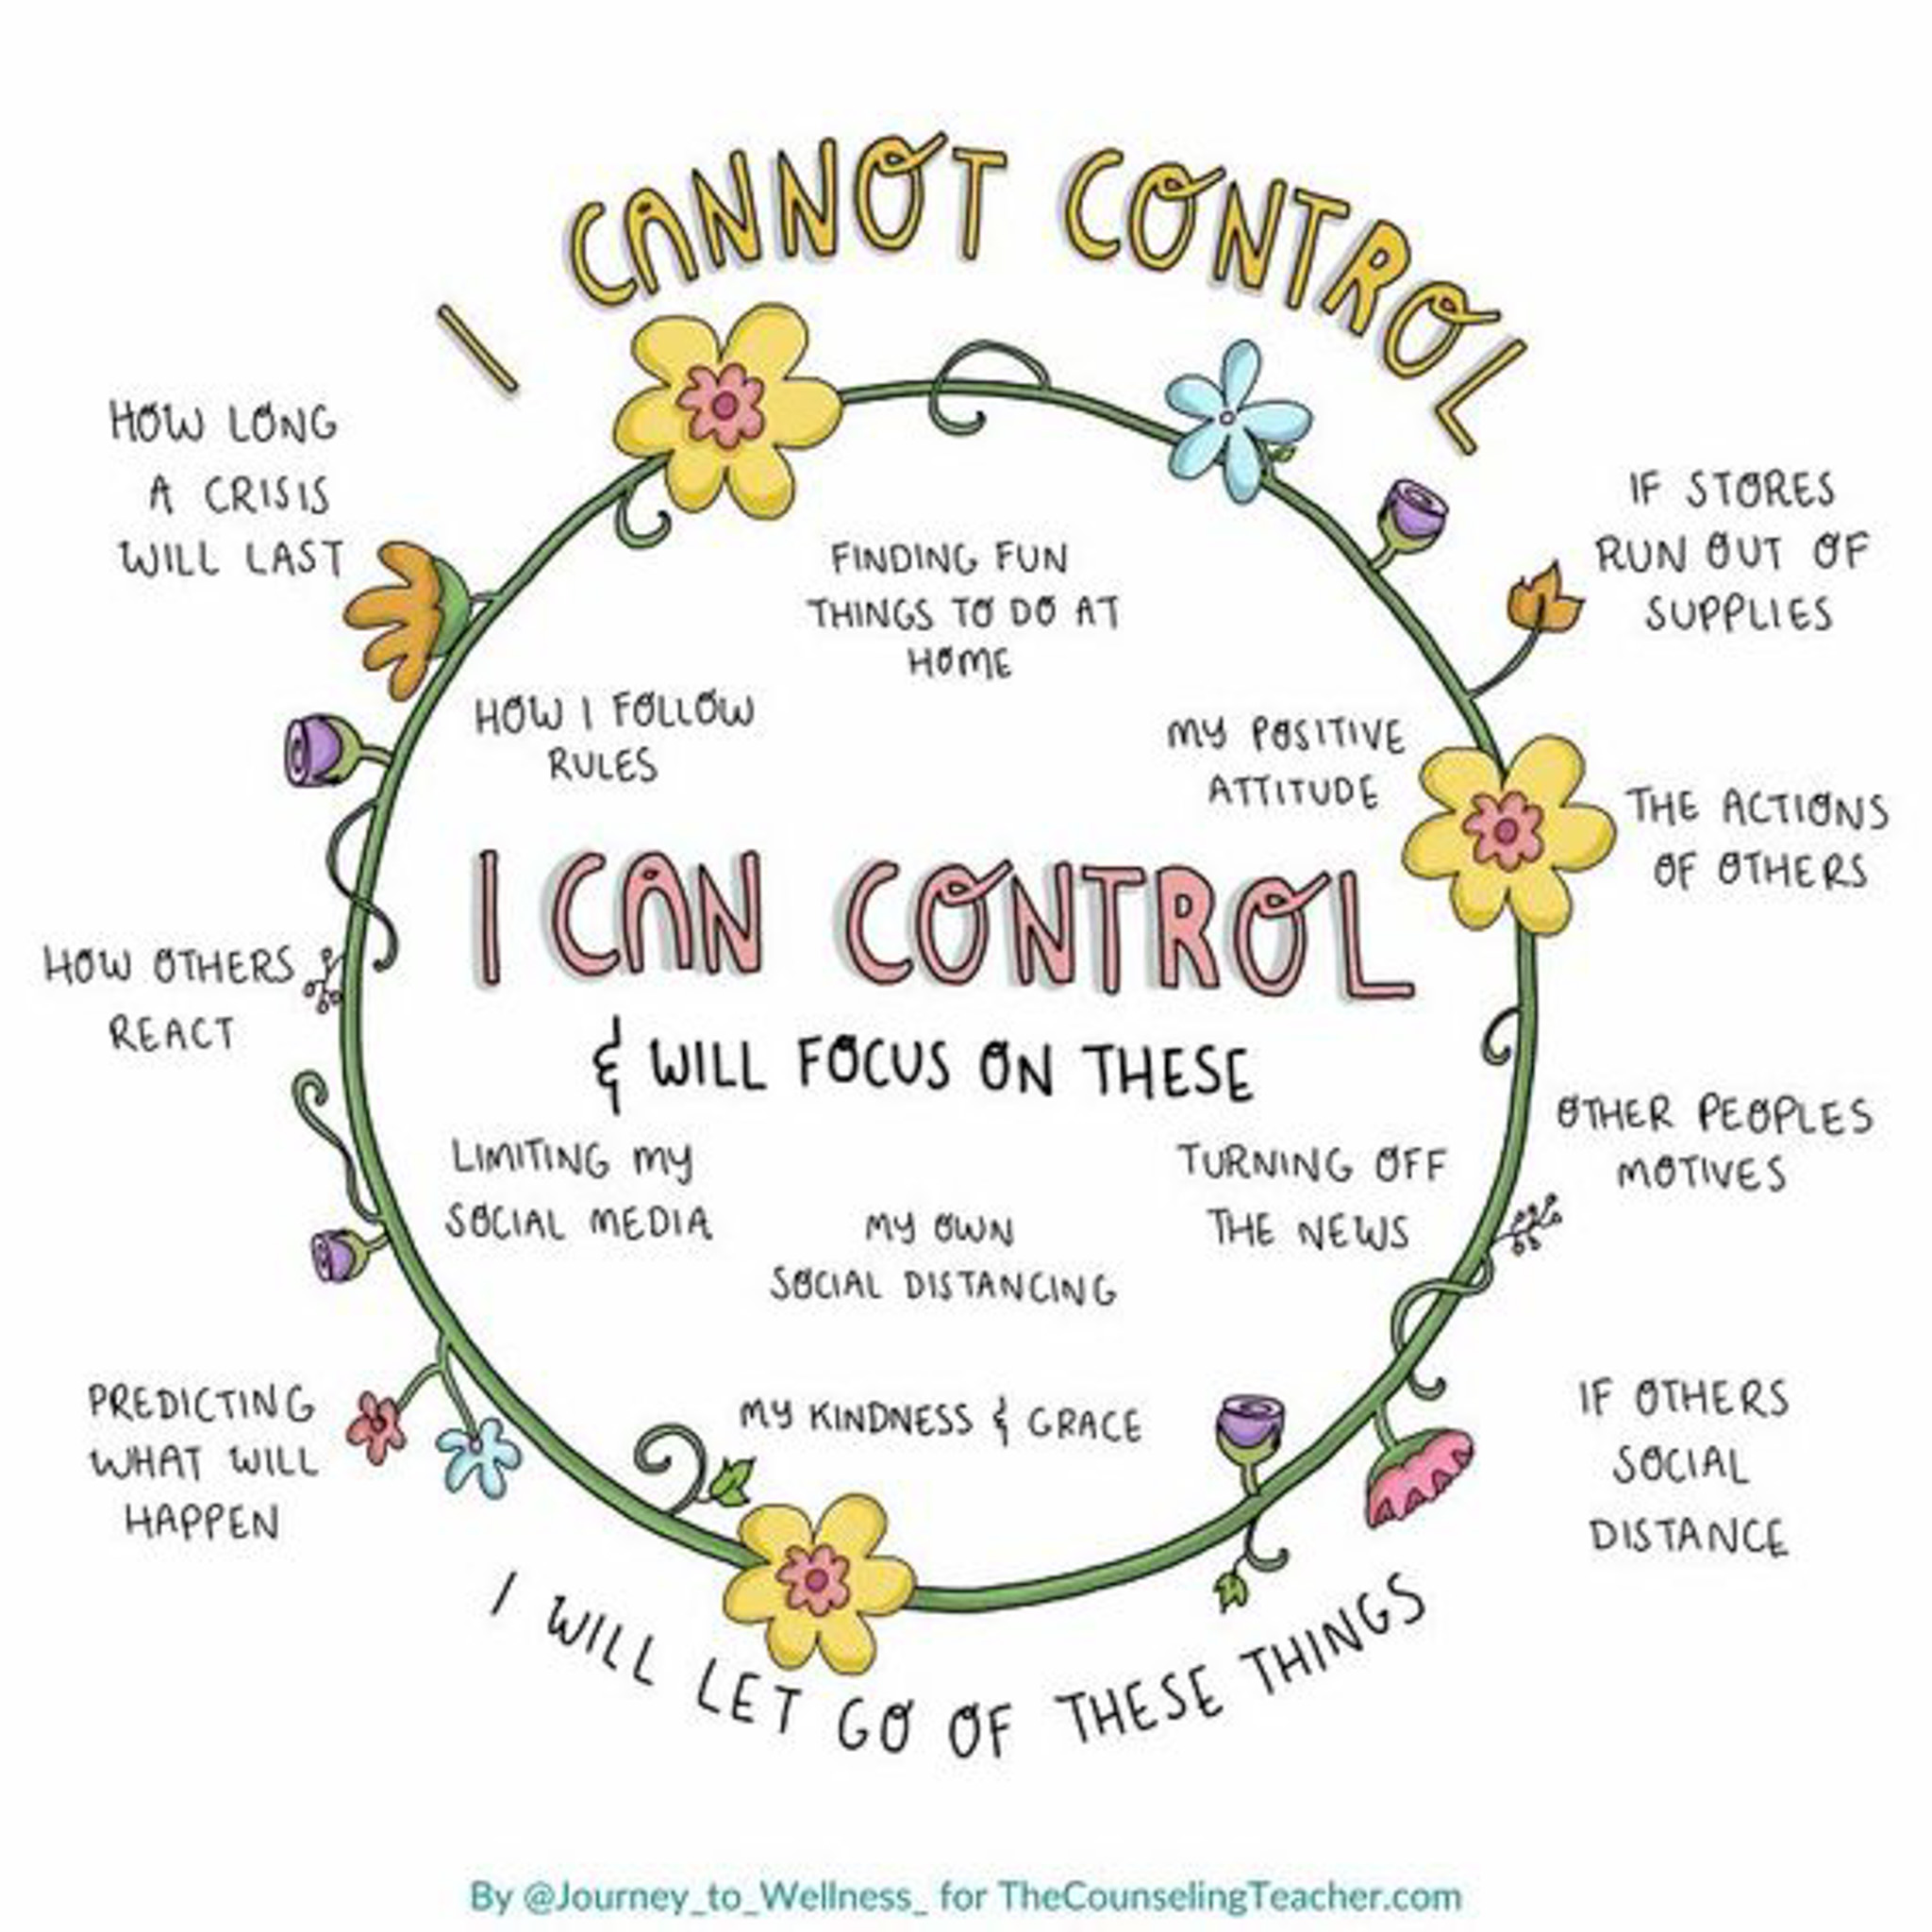 I CANNOT CONTROL
HOW LONG
A CRISIS
WILL LAST
IF STORES
RUN OUT OF
SUPPLIES
FINDING FUN
THINGS TO DO AT
HOME
HOW I FOLLOW
RULES
MY POSITIVE
ATTITUDE
THE ACTIONS
OF OTHERS
I CAN CONTROL
& WILL FOCUS ON THESE
HOW OTHERS
REACT
LIMITING MY
SOCIAL MEDIA
MY OWN
SOCIAL DISTANCING
TURNING OFF
THE NEWS
OTHER PEOPLES
MOTIVES
PREDICTING
WHAT WILL
HAPPEN
MY KINDNESS & GRACE
IF OTHERS
SOCIAL
DISTANCE
I WILL LET GO OF THESE THINGS
By @Journey_to_Wellness_ for TheCounselingTeacher.com